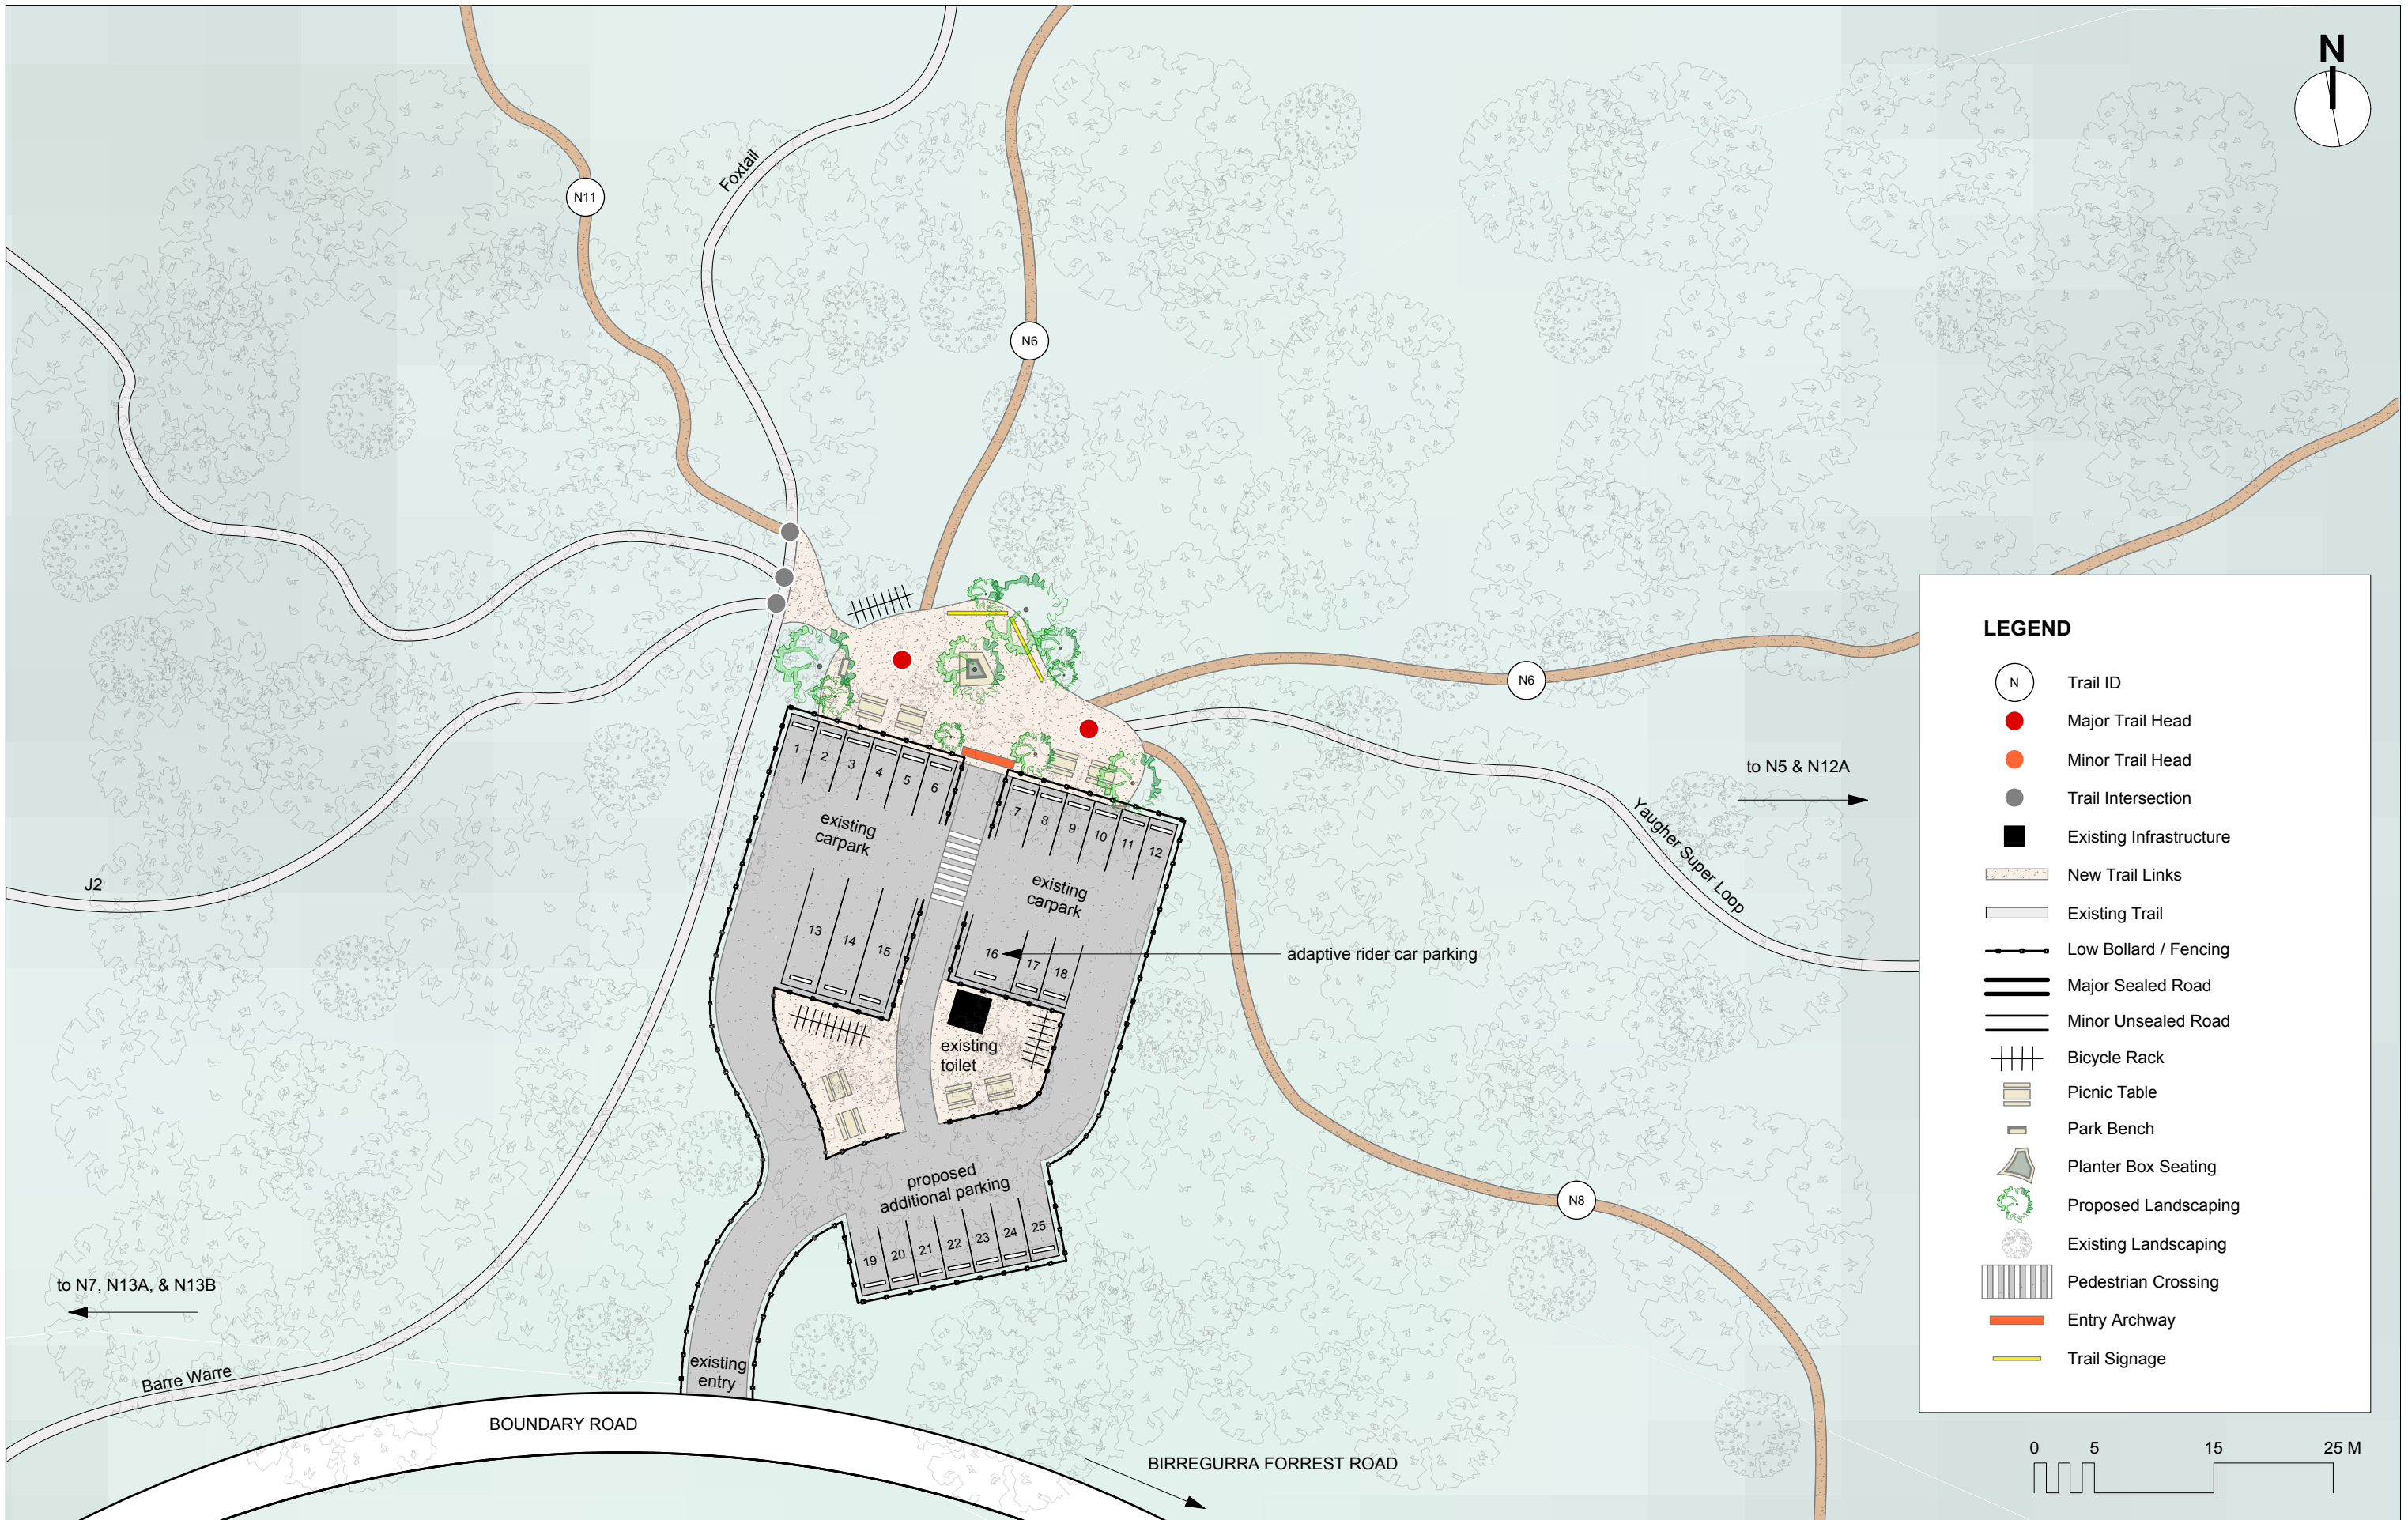 N
Foxtail
N11
N6
N6
to N5 & N12A
Yaugher Super Loop
J2
1
2
3
4
5
6
7
8
9
10
11
12
existing
carpark
existing
carpark
13
14
15
16
17
18
adaptive rider car parking
existing
toilet
proposed
additional parking
19
20
21
22
23
24
25
N8
to N7, N13A, & N13B
Barre Warre
existing
entry
BOUNDARY ROAD
BIRREGURRA FORREST ROAD
LEGEND
N
Trail ID
Major Trail Head
Minor Trail Head
Trail Intersection
Existing Infrastructure
New Trail Links
Existing Trail
Low Bollard / Fencing
Major Sealed Road
Minor Unsealed Road
Bicycle Rack
Picnic Table
Park Bench
Planter Box Seating
Proposed Landscaping
Existing Landscaping
Pedestrian Crossing
Entry Archway
Trail Signage
0 5 15 25 M